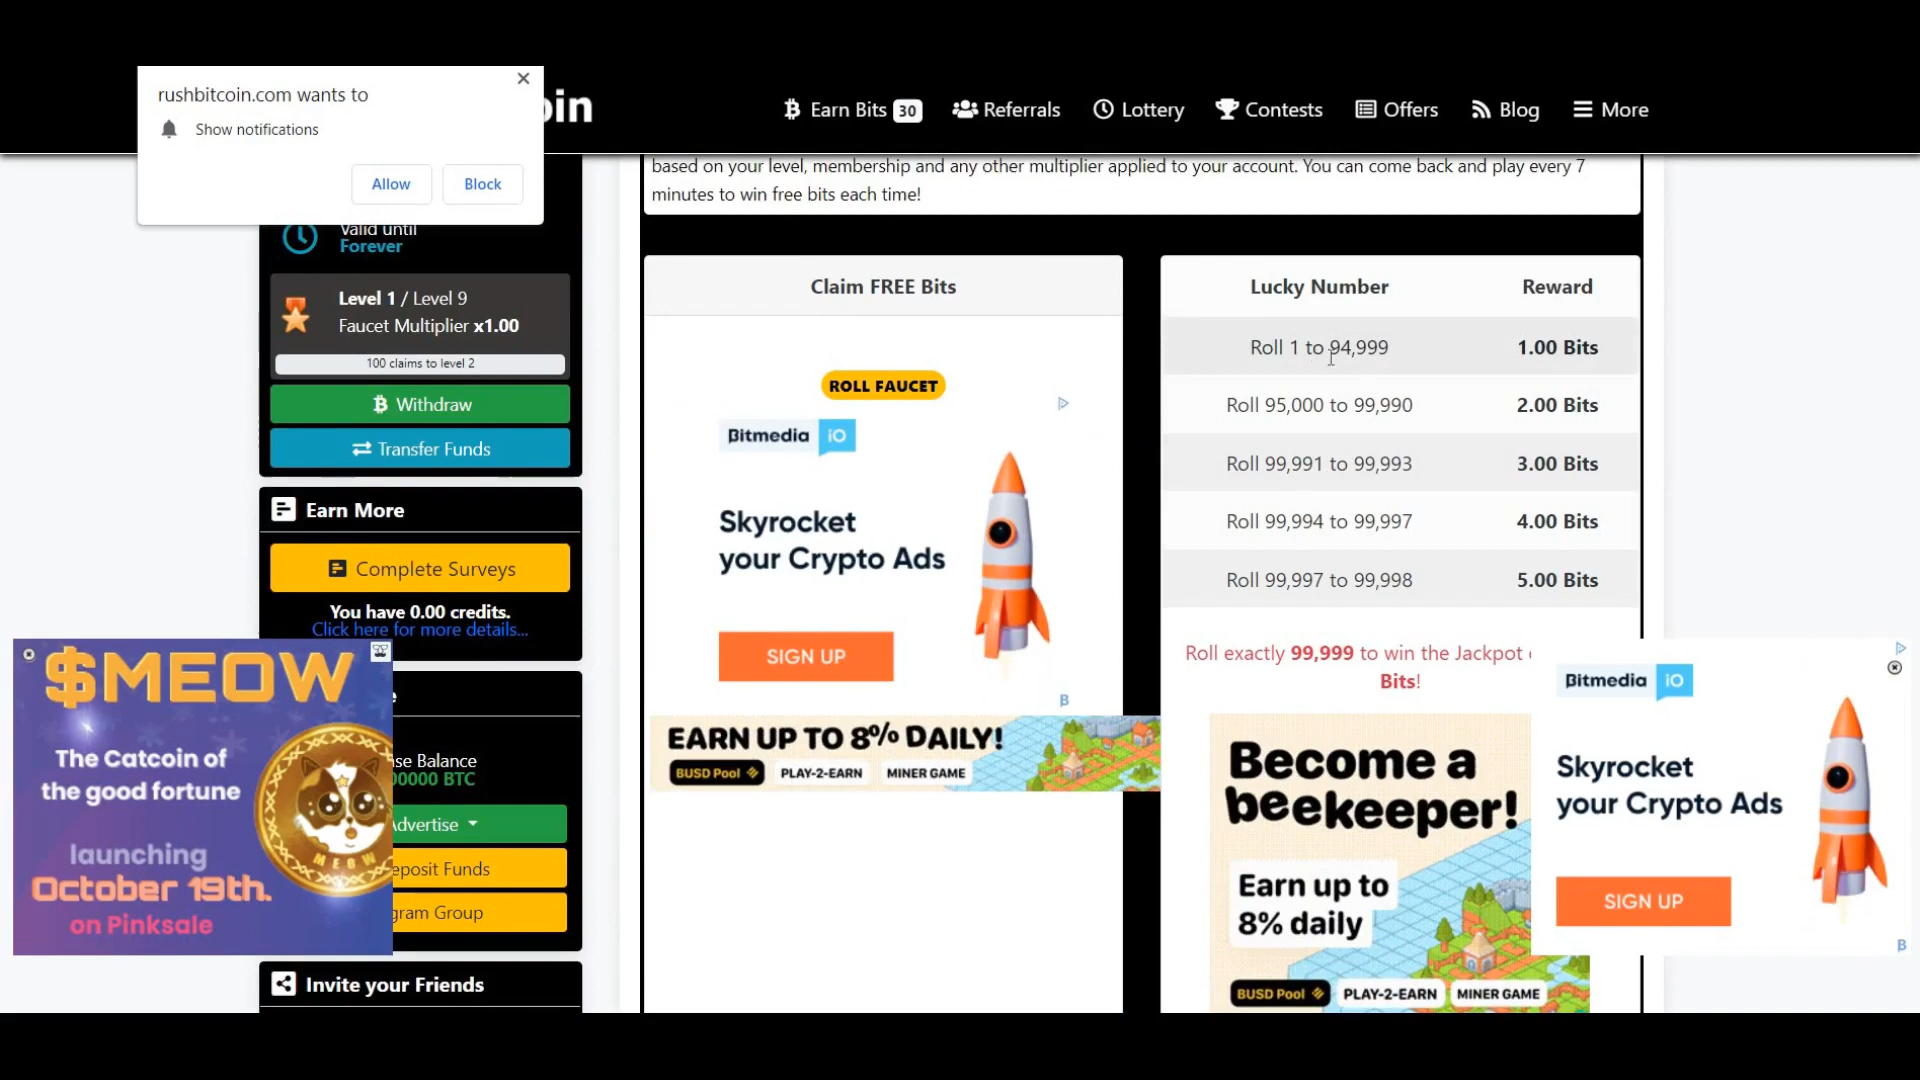 rushbitcoin.com wants to
Show notifications
Allow
Block
oin
Earn Bits 30
Referrals
Lottery
Contests
Offers
Blog
More
based on your level, membership and any other multiplier applied to your account. You can come back and play every 7
minutes to win free bits each time!
Valid until
Forever
Level 1 / Level 9
Faucet Multiplier x1.00
100 claims to level 2
Withdraw
Transfer Funds
Earn More
Complete Surveys
You have 0.00 credits.
Click here for more details...
nse Balance
00000 BTC
Advertise
eposit Funds
gram Group
Invite your Friends
$MEOW
The Catcoin of
the good fortune
MEOW
launching
October 19th.
on Pinksale
Claim FREE Bits
ROLL FAUCET
Bitmedia iO
Skyrocket
your Crypto Ads
SIGN UP
B
EARN UP TO 8% DAILY!
BUSD Pool PLAY-2-EARN MINER GAME
Lucky Number Reward
Roll 1 to 94,999 1.00 Bits
Roll 95,000 to 99,990 2.00 Bits
Roll 99,991 to 99,993 3.00 Bits
Roll 99,994 to 99,997 4.00 Bits
Roll 99,997 to 99,998 5.00 Bits
Roll exactly 99,999 to win the Jackpot
Bits!
Become a
beekeeper!
Earn up to
8% daily
BUSD Pool PLAY-2-EARN MINER GAME
Bitmedia iO
Skyrocket
your Crypto Ads
SIGN UP
B